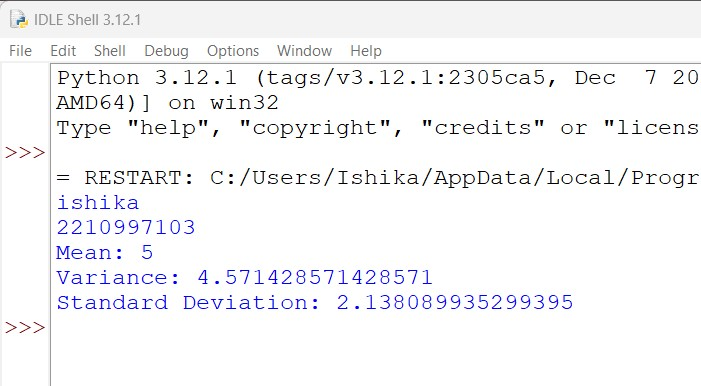 IDLE Shell 3.12.1
File Edit Shell Debug Options Window Help
Python 3.12.1 (tags/v3.12.1:2305ca5, Dec  7 20
AMD64)] on win32
Type "help", "copyright", "credits" or "licens
>>>
= RESTART: C:/Users/Ishika/AppData/Local/Progr
ishika
2210997103
Mean: 5
Variance: 4.571428571428571
Standard Deviation: 2.138089935299395
>>>